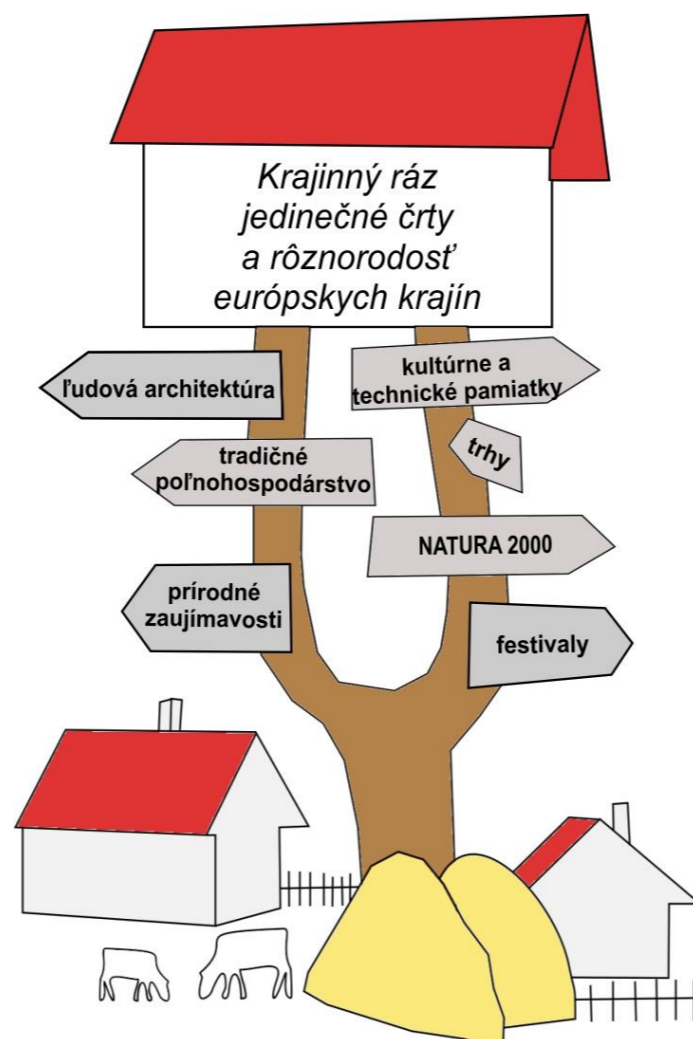 Krajinný ráz
jedinečné črty
a rôznorodosť
európskych krajín
ľudová architektúra
kultúrne a
technické pamiatky
tradičné
poľnohospodárstvo
trhy
NATURA 2000
prírodné
zaujímavosti
festivaly